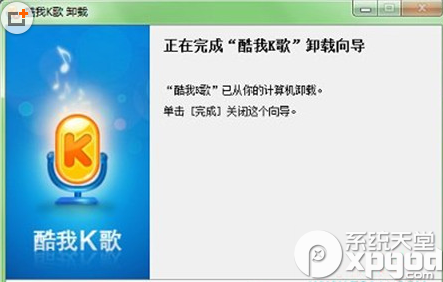 酷我K歌 卸载
正在完成“酷我K歌”卸载向导
“酷我K歌”已从你的计算机卸载。
单击 [完成] 关闭这个向导。
K
酷我K歌
系统天堂